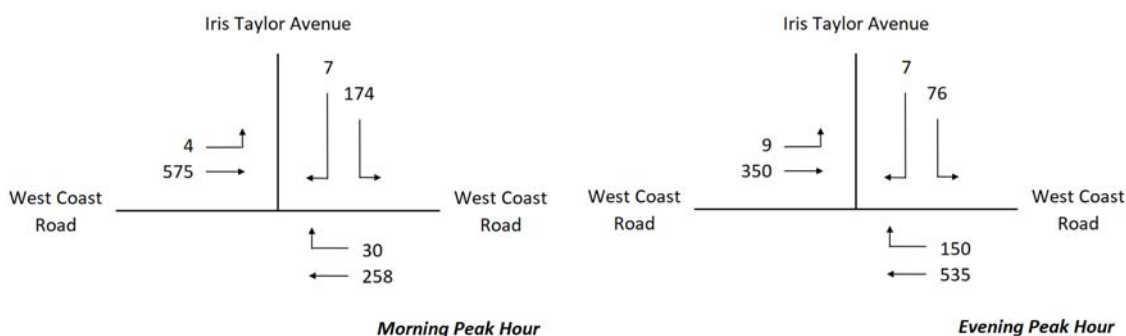 Iris Taylor Avenue
7
174
4
575
West Coast
Road
West Coast
Road
30
258
Morning Peak Hour
Iris Taylor Avenue
7
76
9
350
West Coast
Road
West Coast
Road
150
535
Evening Peak Hour